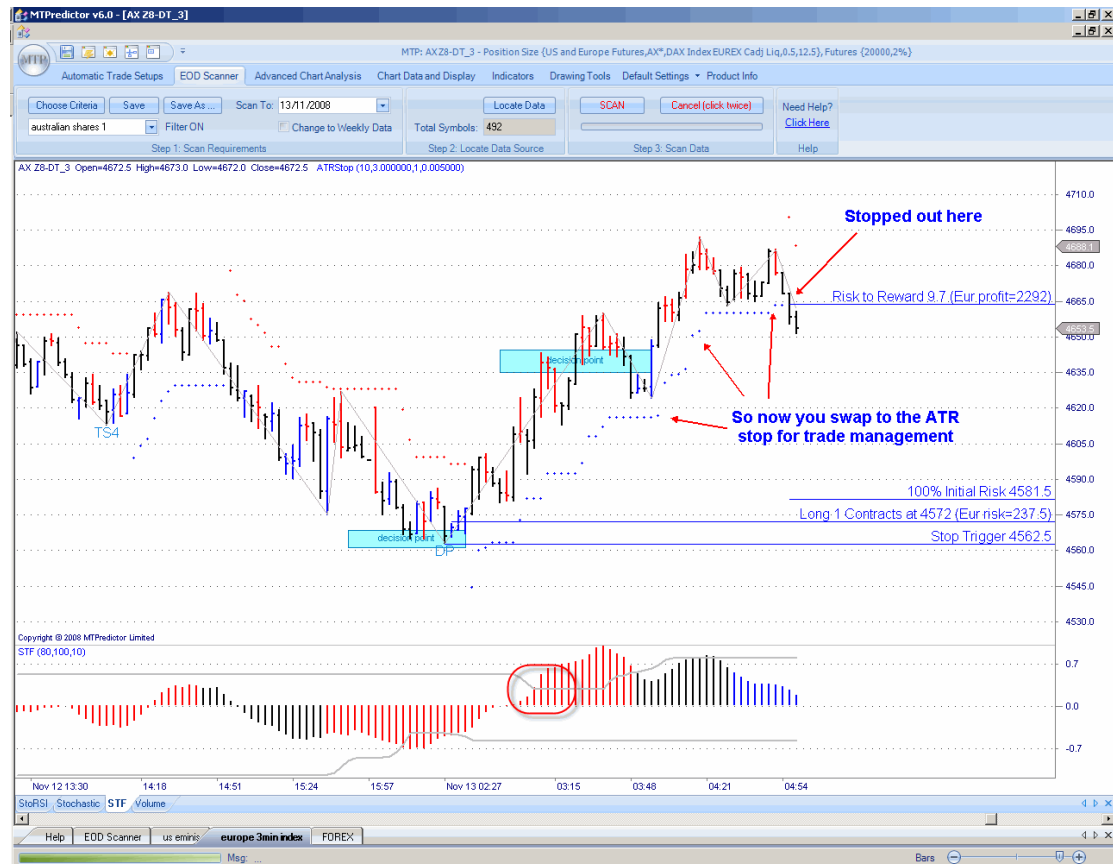 MTPredictor v6.0 - [AX Z8-DT_3]
MTP
MTP: AXZ8-DT_3 - Position Size {US and Europe Futures,AX*,DAX Index EUREX Cadj Liq,0.5,12.5}, Futures {20000,2%}
Automatic Trade Setups EOD Scanner Advanced Chart Analysis Chart Data and Display Indicators Drawing Tools Default Settings Product Info
Choose Criteria Save Save As ... Scan To: 13/11/2008 Locate Data SCAN Cancel (click twice) Need Help?
australian shares 1 Filter ON Change to Weekly Data Total Symbols: 492 Click Here
Step 1: Scan Requirements Step 2: Locate Data Source Step 3: Scan Data Help
AX Z8-DT_3 Open=4672.5 High=4673.0 Low=4672.0 Close=4672.5 ATRStop (10,3.000000,1,0.005000)
4710.0
Stopped out here
4695.0
4688.1
4680.0
Risk to Reward 9.7 (Eur profit=2292)
4665.0
4653.5
4650.0
decision point
4635.0
4620.0
So now you swap to the ATR
stop for trade management
TS4
4605.0
4590.0
100% Initial Risk 4581.5
4575.0
Long 1 Contracts at 4572 (Eur risk=237.5)
decision point
Stop Trigger 4562.5
DP
4560.0
4545.0
4530.0
Copyright © 2008 MTPredictor Limited
STF (80,100,10)
0.7
0.0
-0.7
Nov 12 13:30 14:18 14:51 15:24 15:57 Nov 13 02:27 03:15 03:48 04:21 04:54
StoRSI Stochastic STF Volume
Help EOD Scanner us eminis europe 3min index FOREX
Msg: ... Bars